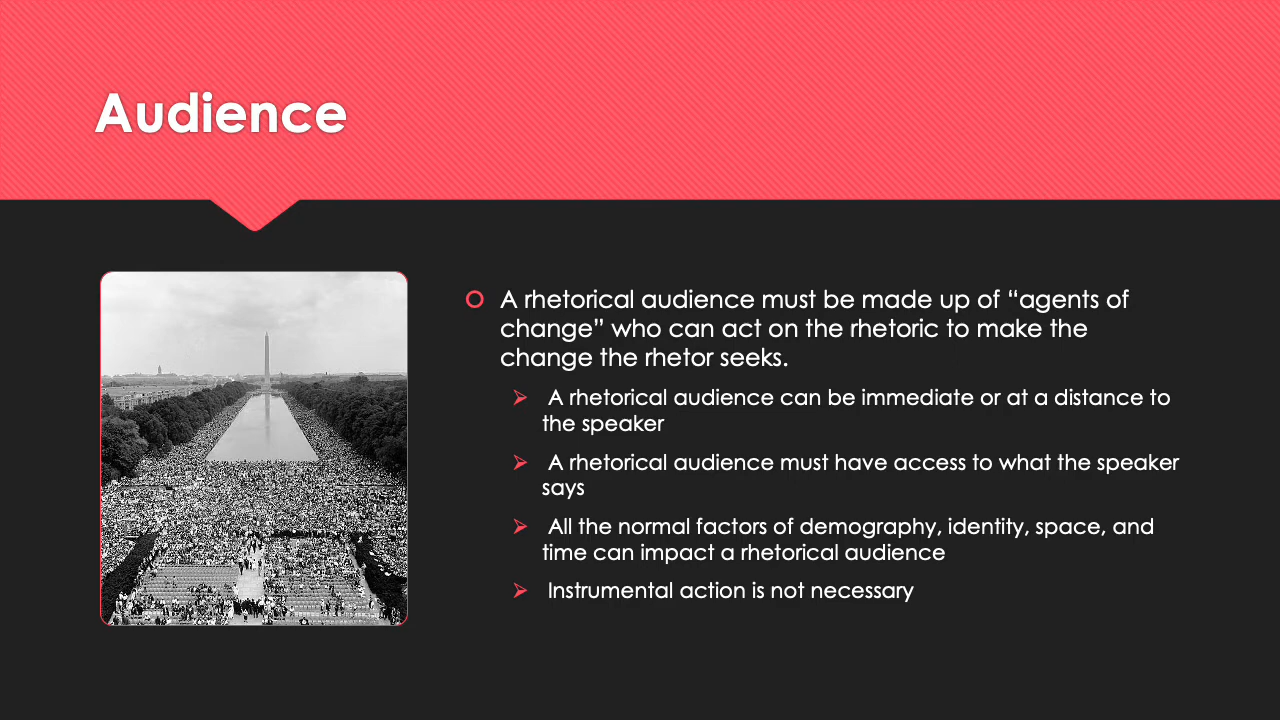 Audience
A rhetorical audience must be made up of “agents of
change” who can act on the rhetoric to make the
change the rhetor seeks.
A rhetorical audience can be immediate or at a distance to
the speaker
A rhetorical audience must have access to what the speaker
says
All the normal factors of demography, identity, space, and
time can impact a rhetorical audience
Instrumental action is not necessary